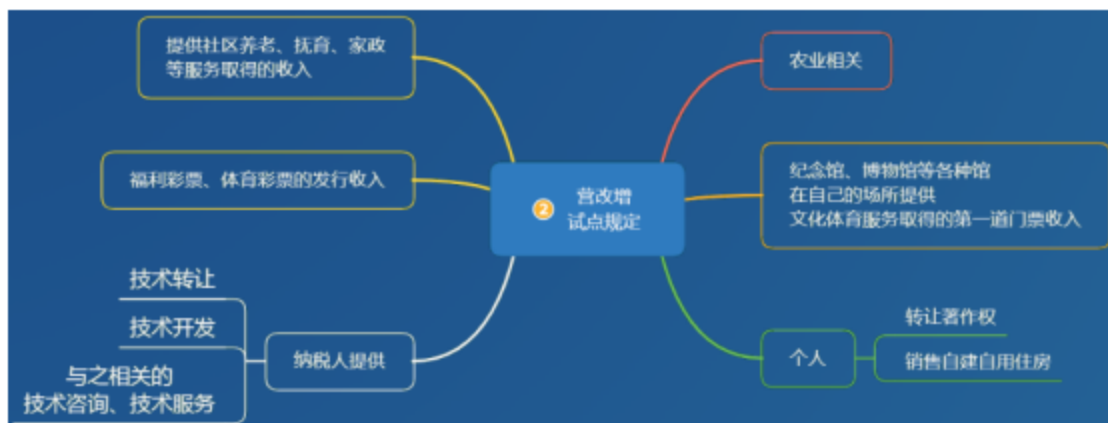 提供社区养老、抚育、家政
等服务取得的收入
福利彩票、体育彩票的发行收入
技术转让
技术开发
与之相关的
技术咨询、技术服务
纳税人提供
2
营改增
试点规定
农业相关
纪念馆、博物馆等各种馆
在自己的场所提供
文化体育服务取得的第一道门票收入
个人
转让著作权
销售自建自用住房